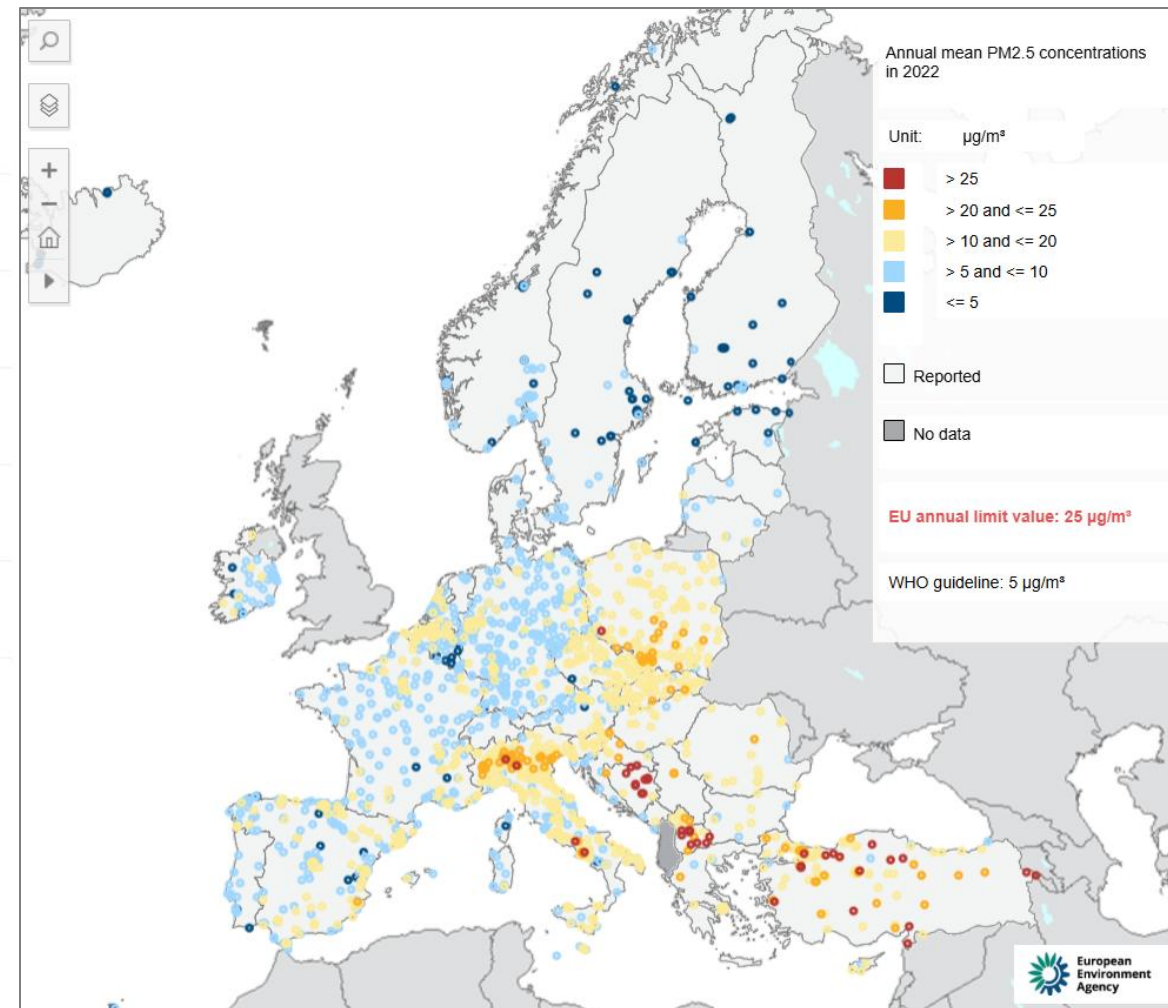 Annual mean PM2.5 concentrations
in 2022
Unit: µg/m³
> 25
> 20 and <= 25
> 10 and <= 20
> 5 and <= 10
<= 5
Reported
No data
EU annual limit value: 25 µg/m³
WHO guideline: 5 µg/m³
European
Environment
Agency